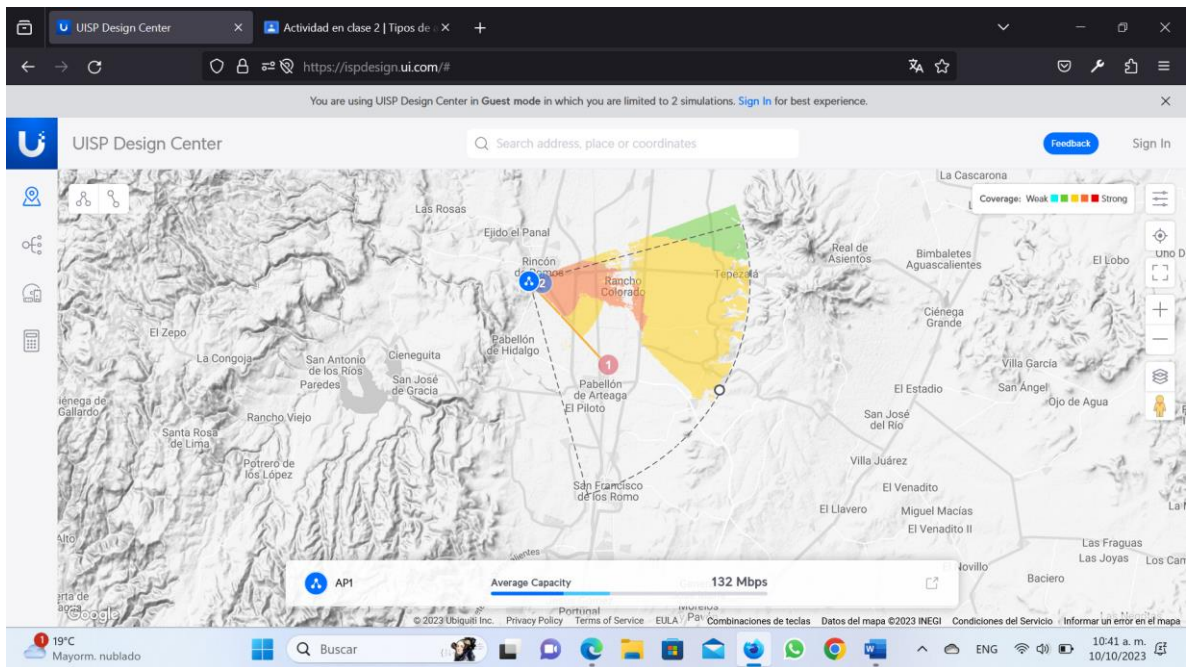 UISP Design Center
Actividad en clase 2 | Tipos de
https://ispdesign.ui.com/#
You are using UISP Design Center in Guest mode in which you are limited to 2 simulations. Sign In for best experience.
UISP Design Center
Search address, place or coordinates
Feedback
Sign In
La Cascarona
Coverage: Weak Strong
Las Rosas
Ejido el Panal
Real de Asientos
Bimbaletes Aguascalientes
El Lobo
Uno D
Rincón
de Romos
2
Rancho Colorado
Tepezalá
Ciénega Grande
El Zepo
La Congoja
San Antonio de los Ríos
Cieneguita
Pabellón de Hidalgo
1
Villa García
Paredes
San José de Gracia
Pabellón de Arteaga
El Estadio
San Ángel
Ojo de Agua
Gallardo
Rancho Viejo
El Piloto
San José del Río
Santa Rosa de Lima
Potrero de los López
Villa Juárez
San Francisco de los Romo
El Venadito
El Llavero
Miguel Macías
El Venadito II
Las Fraguas
Las Joyas
Los Cam
Baciero
AP1
Average Capacity
132 Mbps
Google
© 2023 Ubiquiti Inc.
Privacy Policy
Terms of Service
EULA
Combinaciones de teclas
Datos del mapa ©2023 INEGI
Condiciones del Servicio
Informar un error en el mapa
1
19°C
Mayorm. nublado
Buscar
ENG
10:41 a. m.
10/10/2023